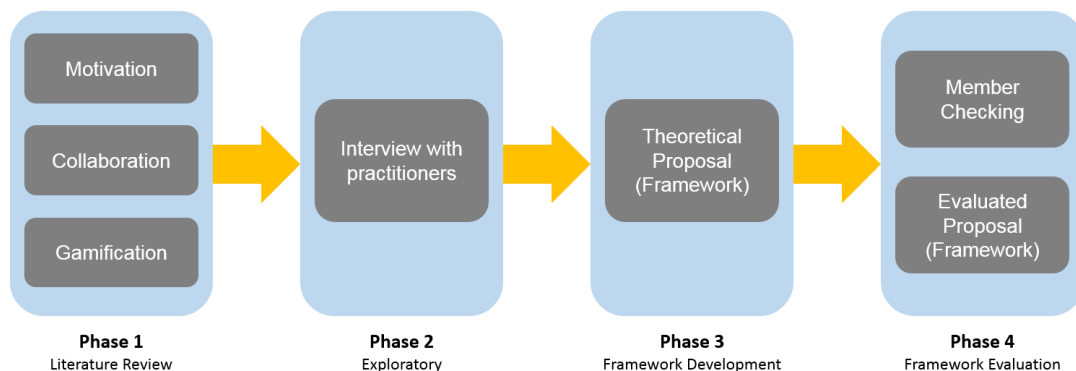 Motivation
Collaboration
Gamification
Phase 1
Literature Review
Interview with
practitioners
Phase 2
Exploratory
Theoretical
Proposal
(Framework)
Phase 3
Framework Development
Member
Checking
Evaluated
Proposal
(Framework)
Phase 4
Framework Evaluation